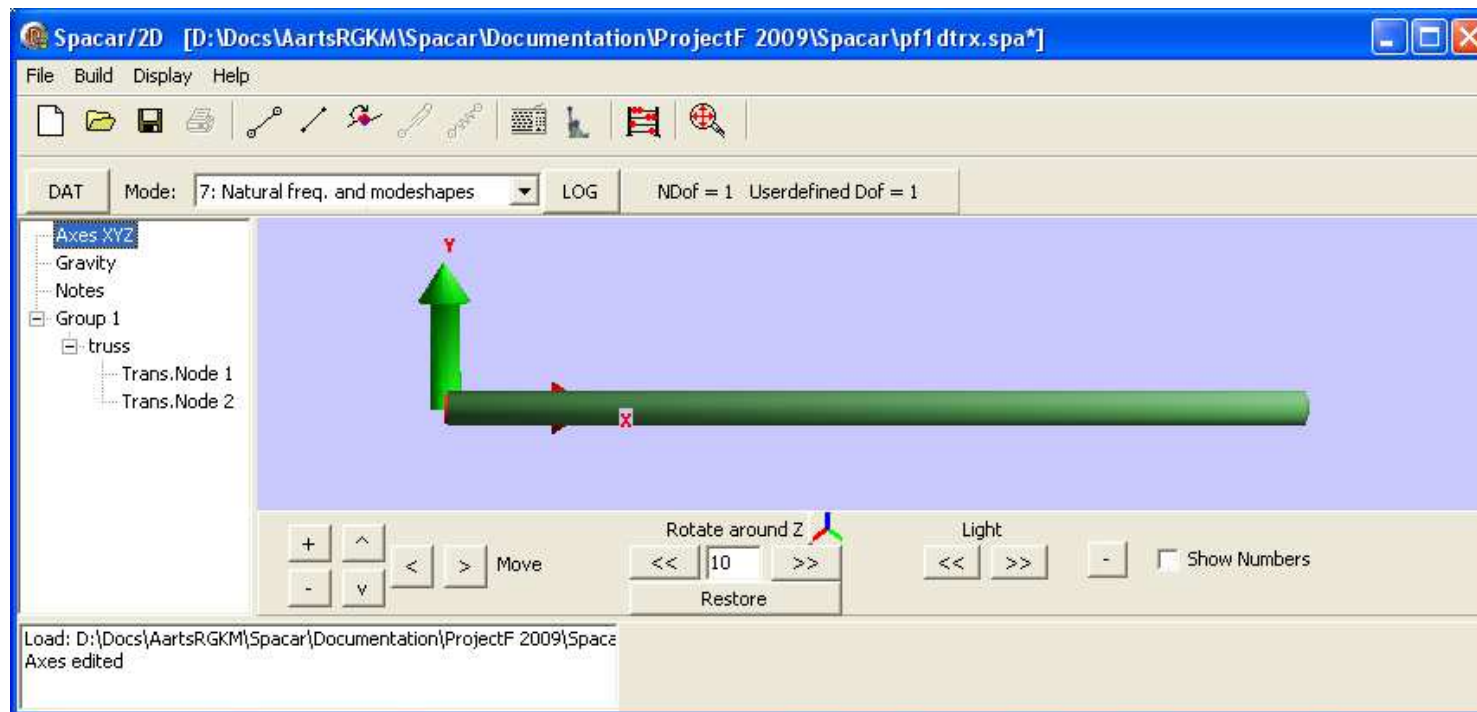 Spacar/2D [D:\Docs\AartsRGKM\Spacar\Documentation\ProjectF 2009\Spacar\pf1dtrx.spa*]
File Build Display Help
DAT Mode: 7: Natural freq. and modeshapes LOG NDof = 1 Userdefined Dof = 1
Axes XYZ
Gravity
Notes
Group 1
truss
Trans.Node 1
Trans.Node 2
Y
X
+ ^ < > Move
- v
Rotate around Z
<< 10 >>
Restore
Light
<< >>
- Show Numbers
Load: D:\Docs\AartsRGKM\Spacar\Documentation\ProjectF 2009\Space
Axes edited